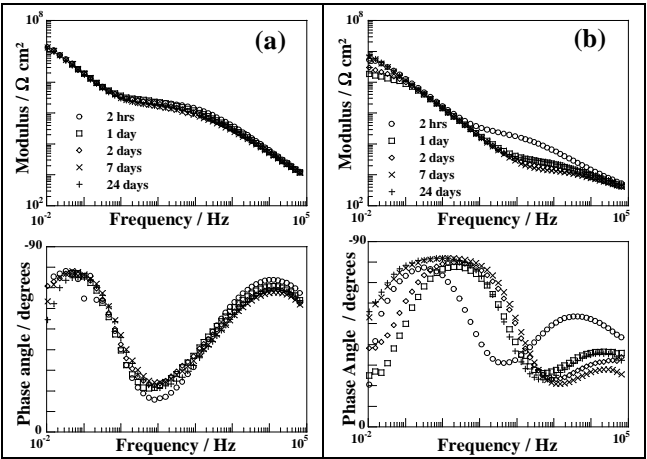 10⁸
(a)
Modulus / Ω cm²
2 hrs
1 day
2 days
7 days
24 days
10²
10⁻²
Frequency / Hz
10⁵
-90
Phase angle / degrees
0
0
10⁻²
Frequency / Hz
10⁵
10⁸
(b)
Modulus / Ω cm²
2 hrs
1 day
2 days
7 days
24 days
10²
10⁻²
Frequency / Hz
10⁵
-90
Phase Angle / degrees
0
0
10⁻²
Frequency / Hz
10⁵